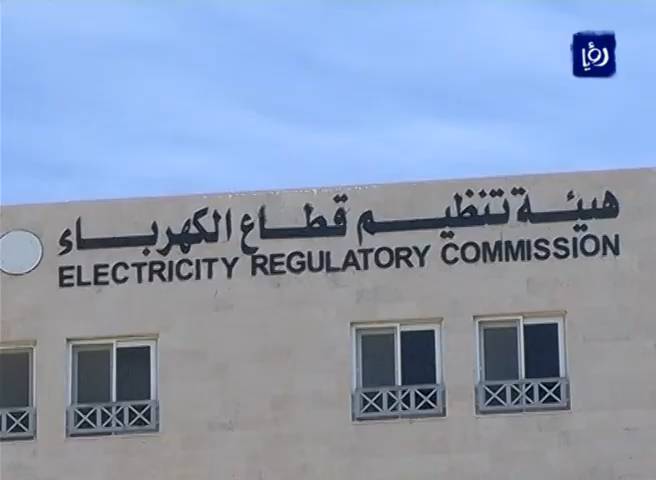 رؤيا
هيئة تنظيم قطاع الكهرباء
ELECTRICITY REGULATORY COMMISSION